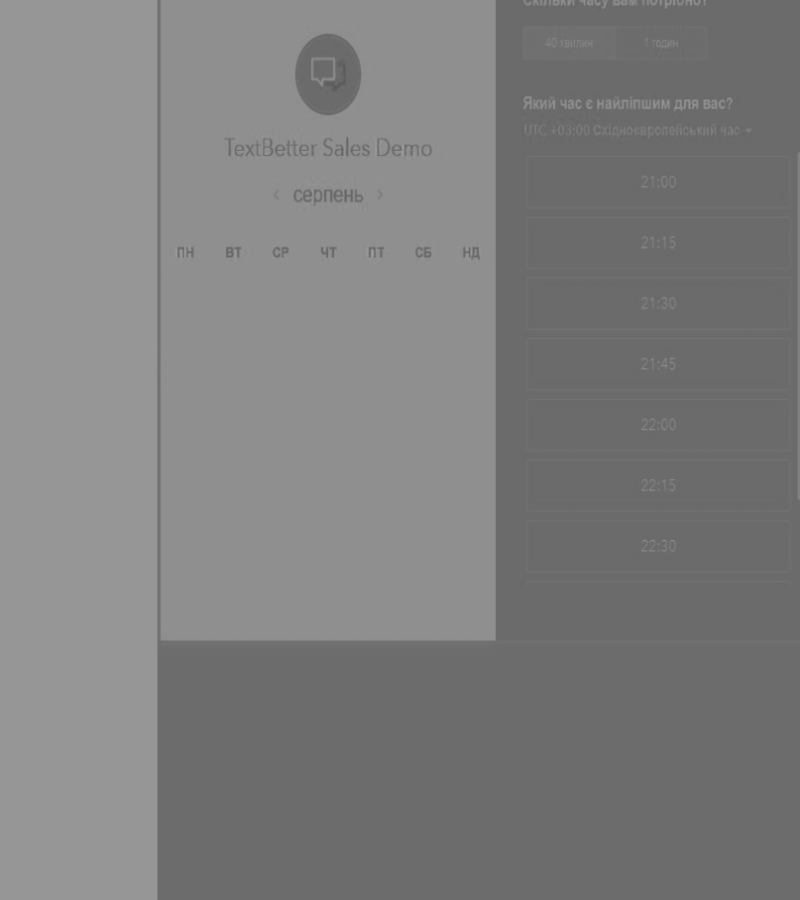 TextBetter Sales Demo
серпень
ПН ВТ СР ЧТ ПТ СБ НД
Скільки часу вам потрібно?
40 хвилин 1 годин
Який час є найліпшим для вас?
UTC +03:00 Східноєвропейський час
21:00
21:15
21:30
21:45
22:00
22:15
22:30